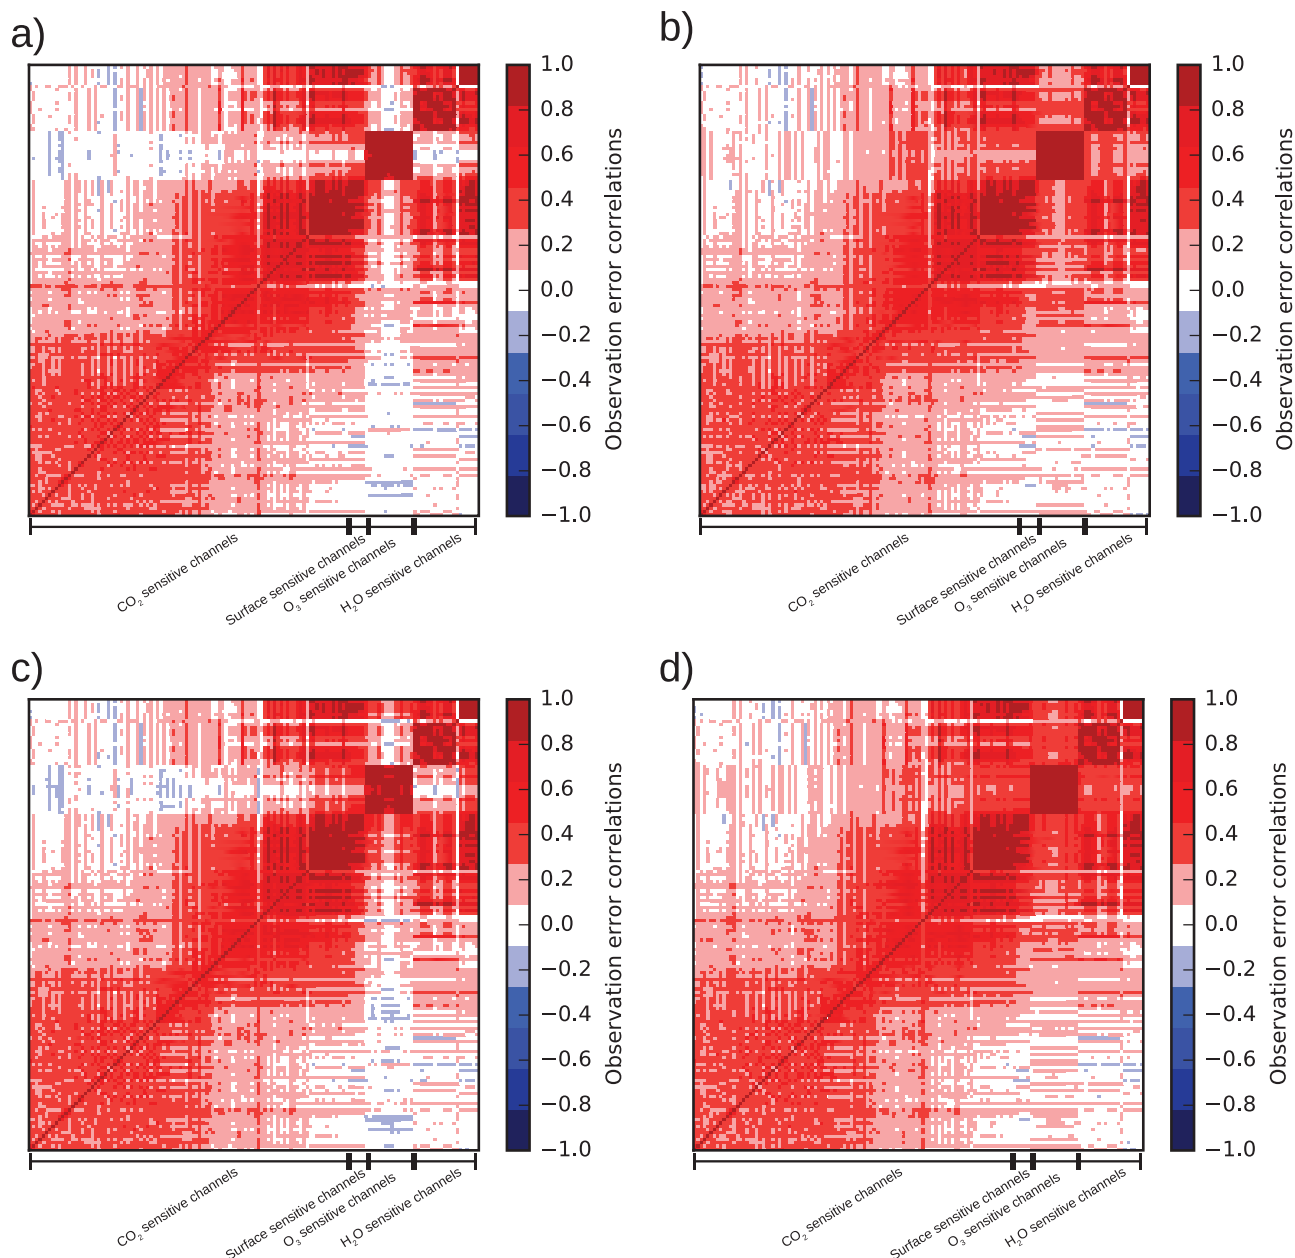 a)
1.0
0.8
0.6
0.4
0.2
0.0
−0.2
−0.4
−0.6
−0.8
−1.0
Observation error correlations
CO2 sensitive channels
Surface sensitive channels
O3 sensitive channels
H2O sensitive channels
b)
1.0
0.8
0.6
0.4
0.2
0.0
−0.2
−0.4
−0.6
−0.8
−1.0
Observation error correlations
CO2 sensitive channels
Surface sensitive channels
O3 sensitive channels
H2O sensitive channels
c)
1.0
0.8
0.6
0.4
0.2
0.0
−0.2
−0.4
−0.6
−0.8
−1.0
Observation error correlations
CO2 sensitive channels
Surface sensitive channels
O3 sensitive channels
H2O sensitive channels
d)
1.0
0.8
0.6
0.4
0.2
0.0
−0.2
−0.4
−0.6
−0.8
−1.0
Observation error correlations
CO2 sensitive channels
Surface sensitive channels
O3 sensitive channels
H2O sensitive channels